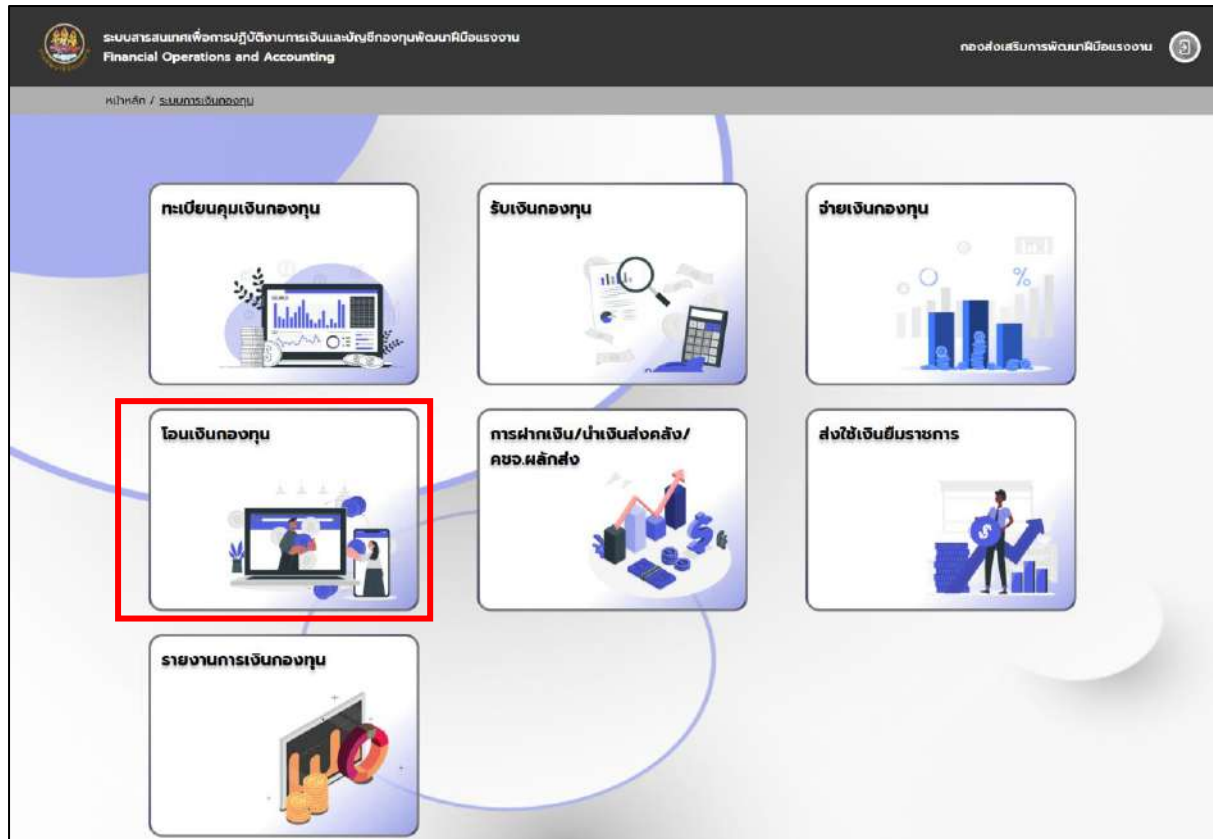 ระบบสารสนเทศเพื่อการปฏิบัติงานการเงินและบัญชีกองทุนพัฒนาฝีมือแรงงาน
Financial Operations and Accounting
กองส่งเสริมการพัฒนาฝีมือแรงงาน
หน้าหลัก / ระบบการเงินกองทุน
ทะเบียนคุมเงินกองทุน
รับเงินกองทุน
จ่ายเงินกองทุน
โอนเงินกองทุน
การฝากเงิน/นำเงินส่งคลัง/
คชจ.ผลักส่ง
ส่งใช้เงินยืมราชการ
รายงานการเงินกองทุน